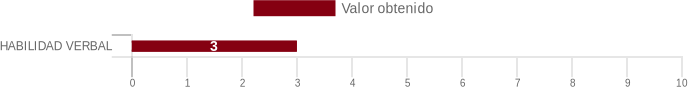 Valor obtenido
HABILIDAD VERBAL 3
0 1 2 3 4 5 6 7 8 9 10